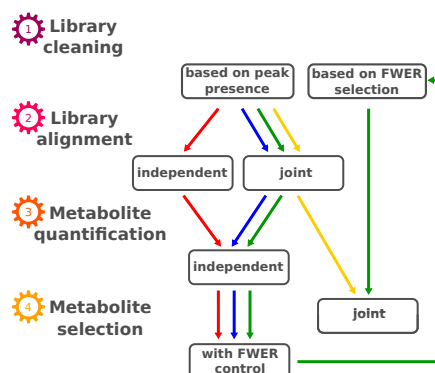 1 Library
cleaning
based on peak
presence
based on FWER
selection
2 Library
alignment
independent
joint
3 Metabolite
quantification
independent
4 Metabolite
selection
joint
with FWER
control